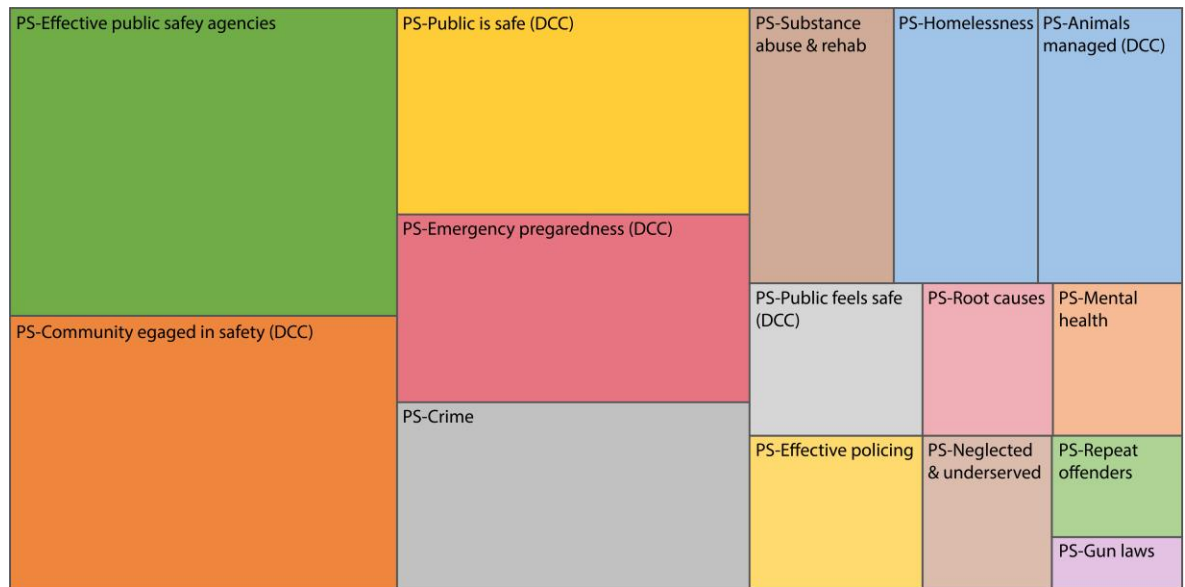 PS-Effective public safey agencies
PS-Community egaged in safety (DCC)
PS-Public is safe (DCC)
PS-Emergency pregaredness (DCC)
PS-Crime
PS-Substance
abuse & rehab
PS-Homelessness
PS-Animals
managed (DCC)
PS-Public feels safe
(DCC)
PS-Root causes
PS-Mental
health
PS-Effective policing
PS-Neglected
& underserved
PS-Repeat
offenders
PS-Gun laws